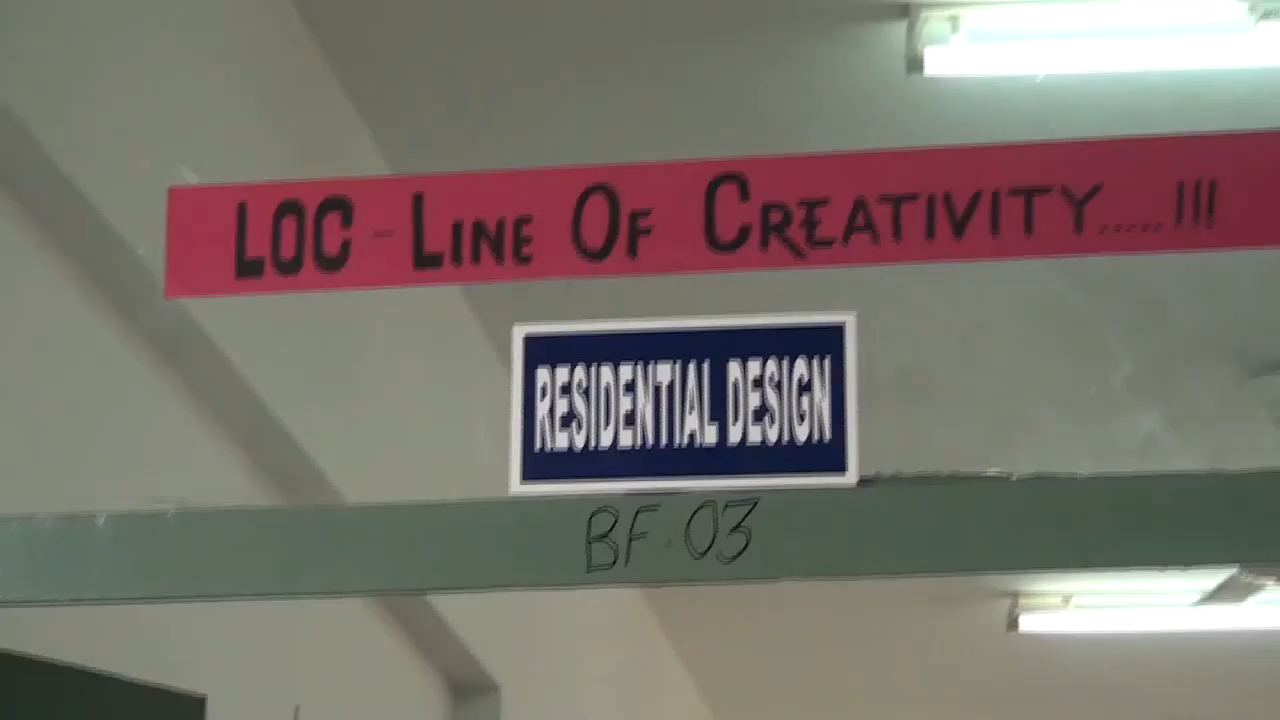 LOC - LINE OF CREATIVITY.....!!!
RESIDENTIAL DESIGN
BF.03